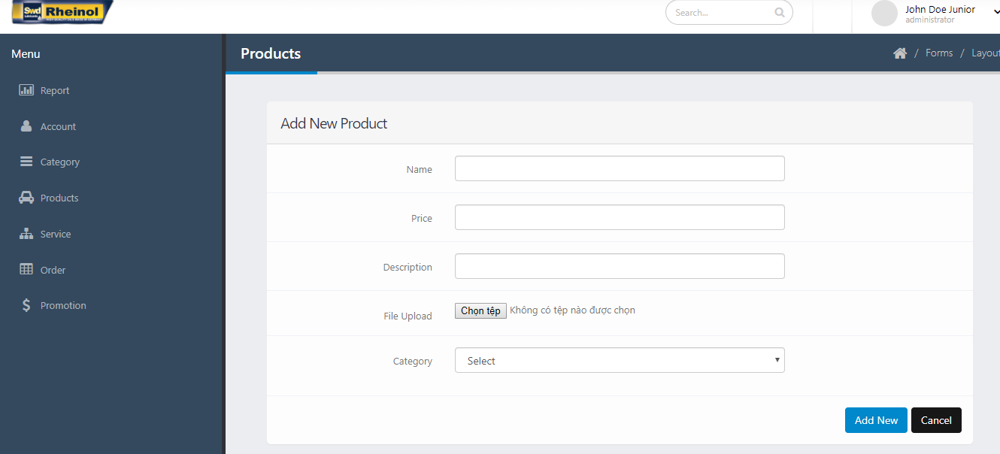 Swd
Lubricants
Rheinol
Search...
John Doe Junior
administrator
Menu
Products
/ Forms / Layout
Report
Account
Category
Products
Service
Order
Promotion
Add New Product
Name
Price
Description
File Upload
Chọn tệp Không có tệp nào được chọn
Category
Select
Add New Cancel